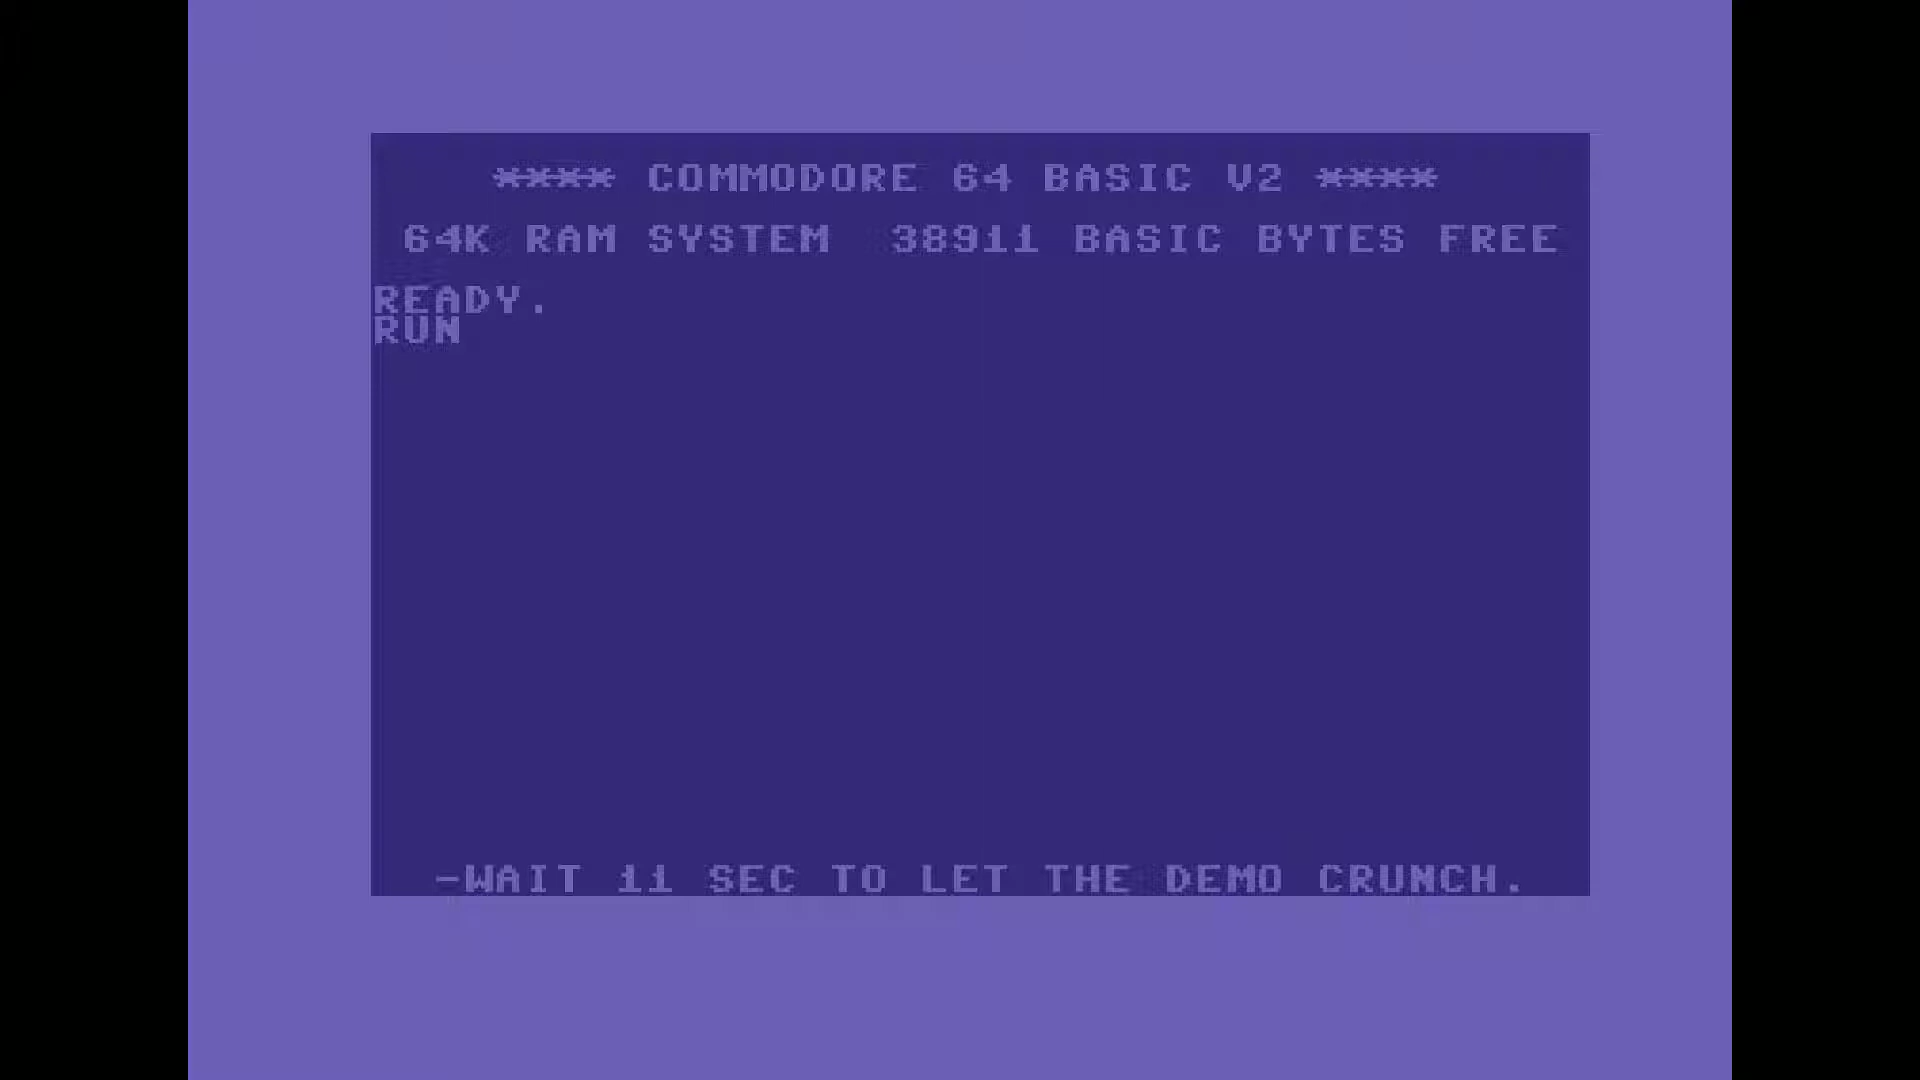 **** COMMODORE 64 BASIC V2 ****
64K RAM SYSTEM  38911 BASIC BYTES FREE
READY.
RUN
-WAIT 11 SEC TO LET THE DEMO CRUNCH.